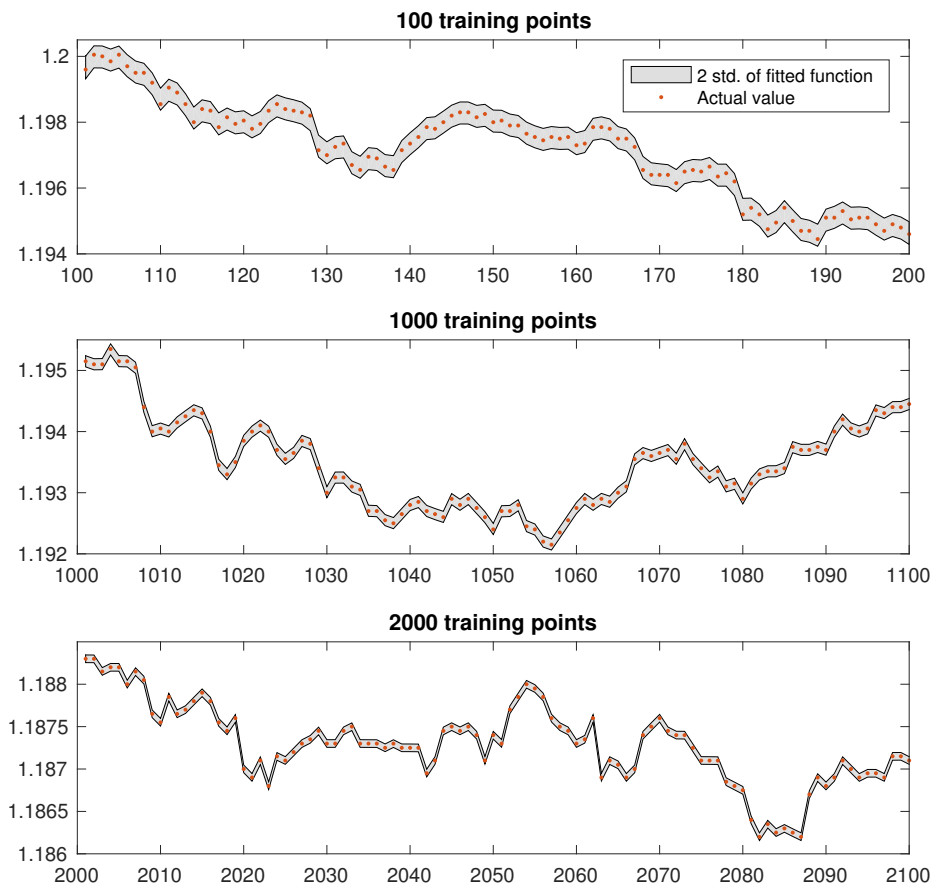 100 training points
1.2
1.198
1.196
1.194
2 std. of fitted function
Actual value
100 110 120 130 140 150 160 170 180 190 200
1000 training points
1.195
1.194
1.193
1.192
1000 1010 1020 1030 1040 1050 1060 1070 1080 1090 1100
2000 training points
1.188
1.1875
1.187
1.1865
1.186
2000 2010 2020 2030 2040 2050 2060 2070 2080 2090 2100